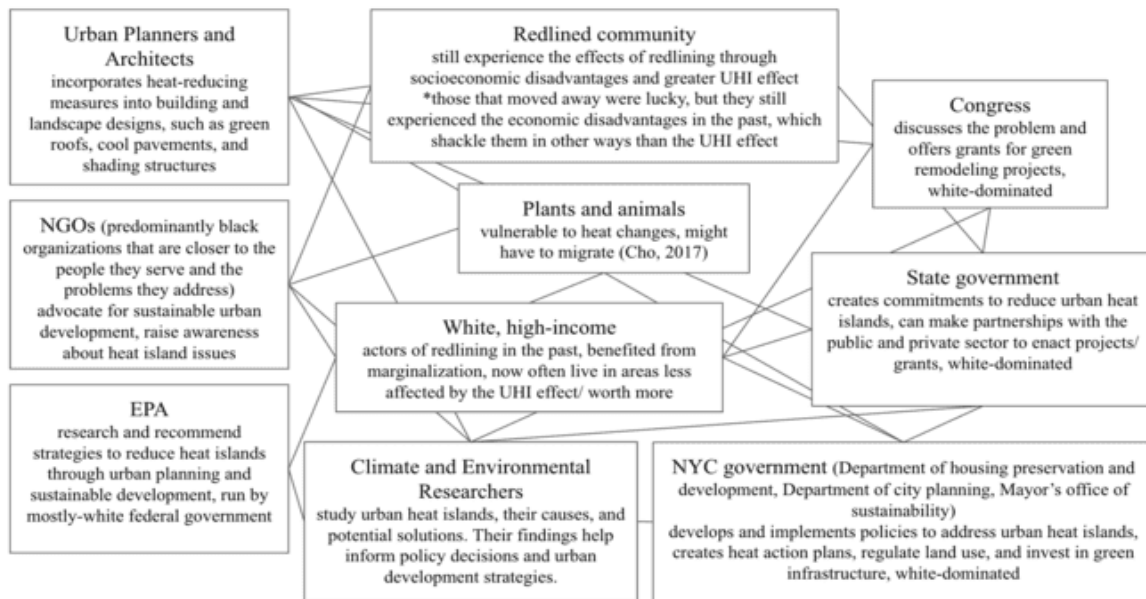 Urban Planners and
Architects
incorporates heat-reducing
measures into building and
landscape designs, such as green
roofs, cool pavements, and
shading structures
Redlined community
still experience the effects of redlining through
socioeconomic disadvantages and greater UHI effect
*those that moved away were lucky, but they still
experienced the economic disadvantages in the past, which
shackle them in other ways than the UHI effect
Congress
discusses the problem and
offers grants for green
remodeling projects,
white-dominated
NGOs (predominantly black
organizations that are closer to the
people they serve and the
problems they address)
advocate for sustainable urban
development, raise awareness
about heat island issues
Plants and animals
vulnerable to heat changes, might
have to migrate (Cho, 2017)
State government
creates commitments to reduce urban heat
islands, can make partnerships with the
public and private sector to enact projects/
grants, white-dominated
White, high-income
actors of redlining in the past, benefited from
marginalization, now often live in areas less
affected by the UHI effect/ worth more
EPA
research and recommend
strategies to reduce heat islands
through urban planning and
sustainable development, run by
mostly-white federal government
Climate and Environmental
Researchers
study urban heat islands, their causes, and
potential solutions. Their findings help
inform policy decisions and urban
development strategies.
NYC government (Department of housing preservation and
development, Department of city planning, Mayor's office of
sustainability)
develops and implements policies to address urban heat islands,
creates heat action plans, regulate land use, and invest in green
infrastructure, white-dominated